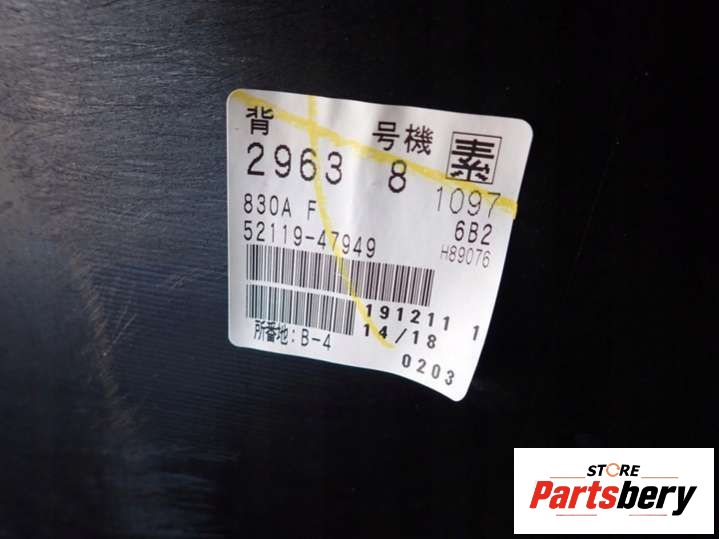 背 号機 素
2963 8 1097
830A F 6B2
52119-47949 H89076
191211 1
14/18
所番地:B-4 0203
STORE
Partsbery